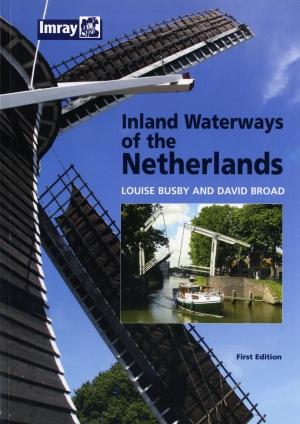 Imray
Inland Waterways
of the
Netherlands
LOUISE BUSBY AND DAVID BROAD
First Edition